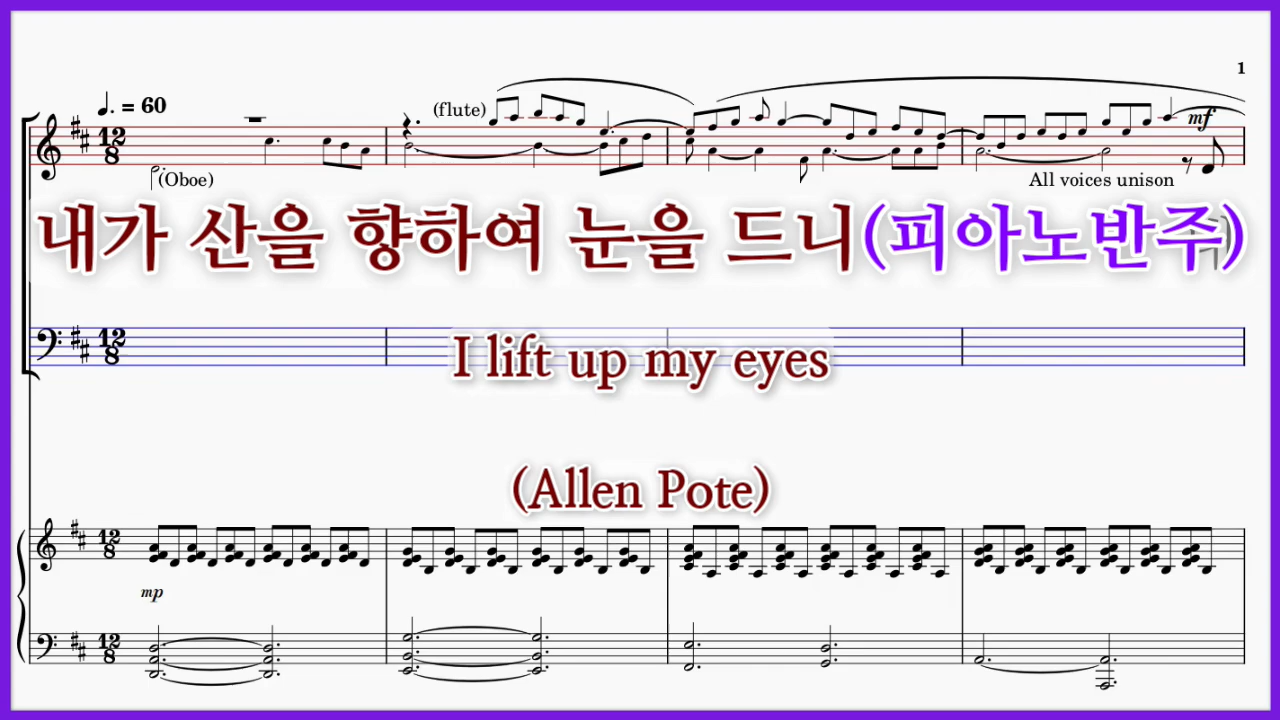 1
♩. = 60
(flute)
mf
(Oboe)
All voices unison
내가 산을 향하여 눈을 드니(피아노반주)
I lift up my eyes
(Allen Pote)
mp